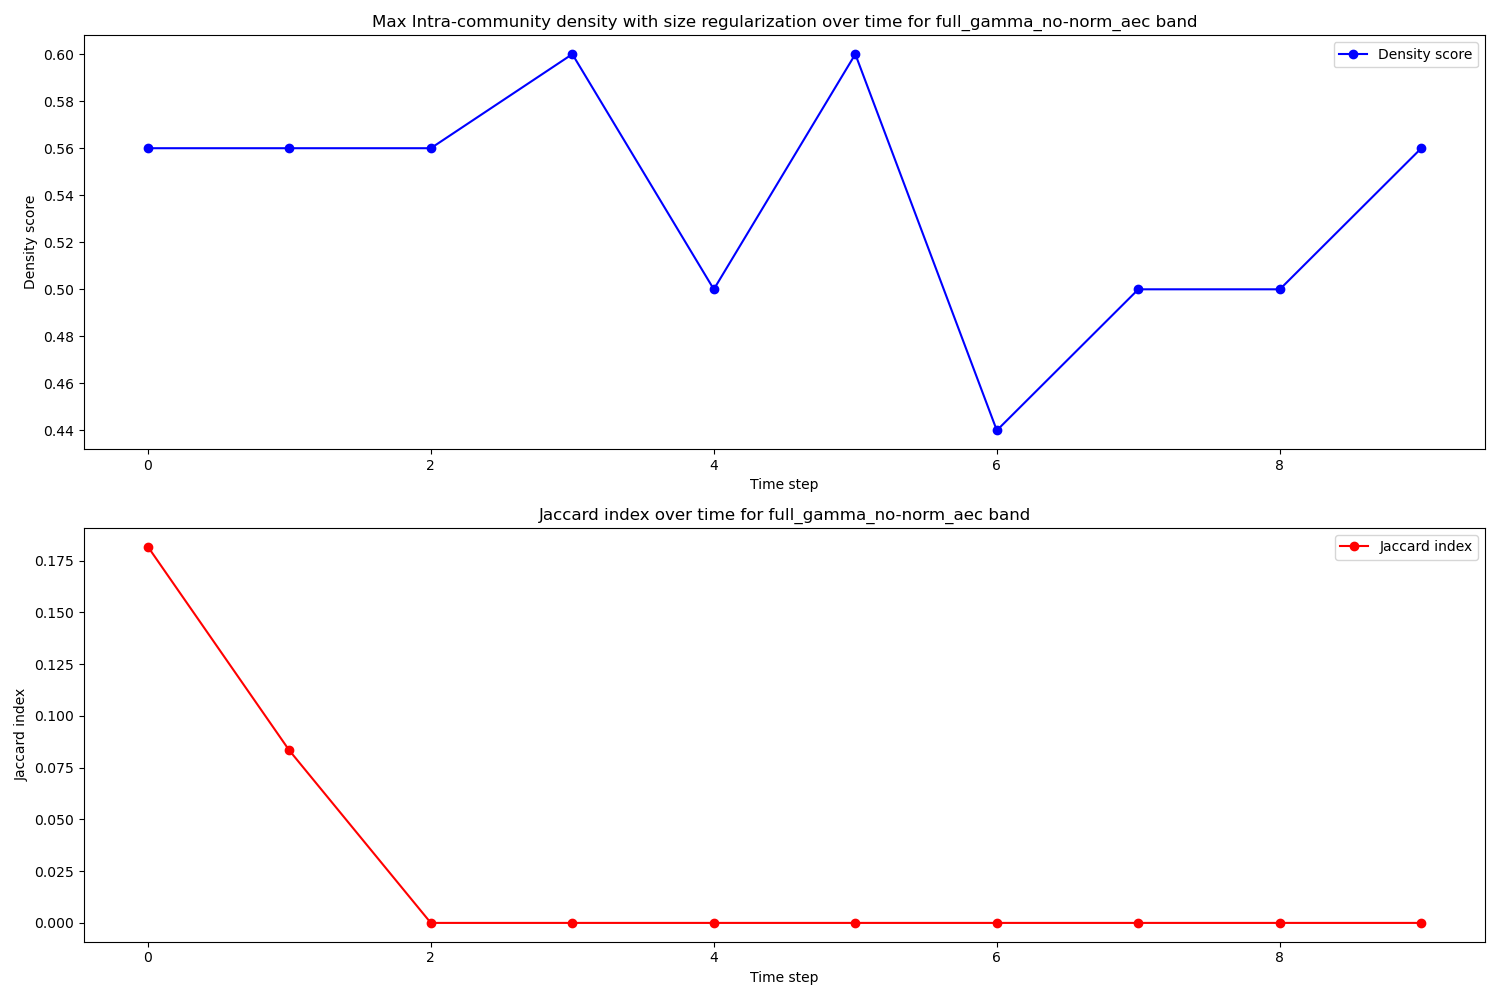 Max Intra-community density with size regularization over time for full_gamma_no-norm_aec band
Density score
0.60
0.58
0.56
0.54
0.52
0.50
0.48
0.46
0.44
Density score
0 2 4 6 8
Time step
Jaccard index over time for full_gamma_no-norm_aec band
Jaccard index
0.175
0.150
0.125
0.100
0.075
0.050
0.025
0.000
Jaccard index
0 2 4 6 8
Time step